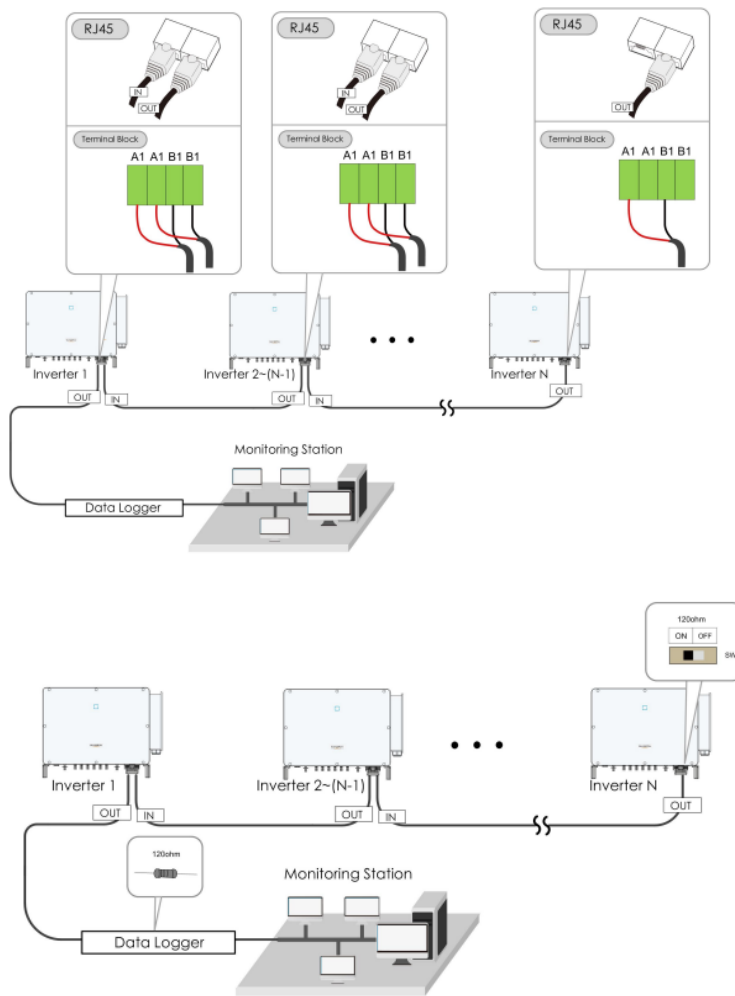 RJ45
IN
OUT
Terminal Block
A1 A1 B1 B1
RJ45
IN
OUT
Terminal Block
A1 A1 B1 B1
RJ45
OUT
Terminal Block
A1 A1 B1 B1
Inverter 1
OUT
IN
Inverter 2~(N-1)
OUT
IN
Inverter N
OUT
Monitoring Station
Data Logger
120ohm
ON OFF
SW
Inverter 1
OUT
IN
Inverter 2~(N-1)
OUT
IN
Inverter N
OUT
120ohm
Monitoring Station
Data Logger